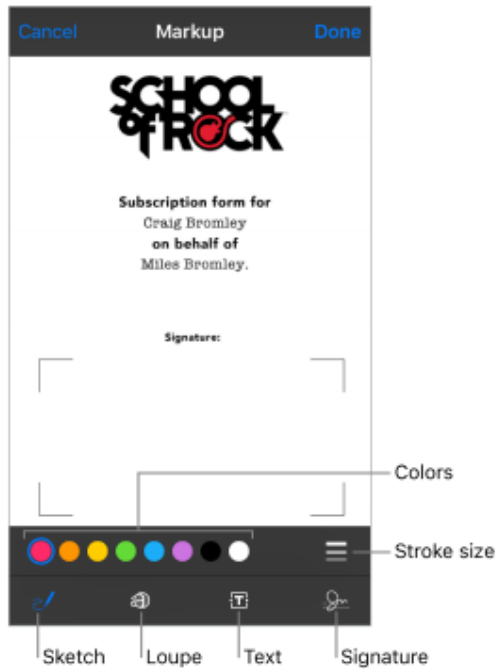 Cancel Markup Done
SCHOOL
of ROCK
Subscription form for
Craig Bromley
on behalf of
Miles Bromley.
Signature:
Colors
Stroke size
Sketch Loupe Text Signature